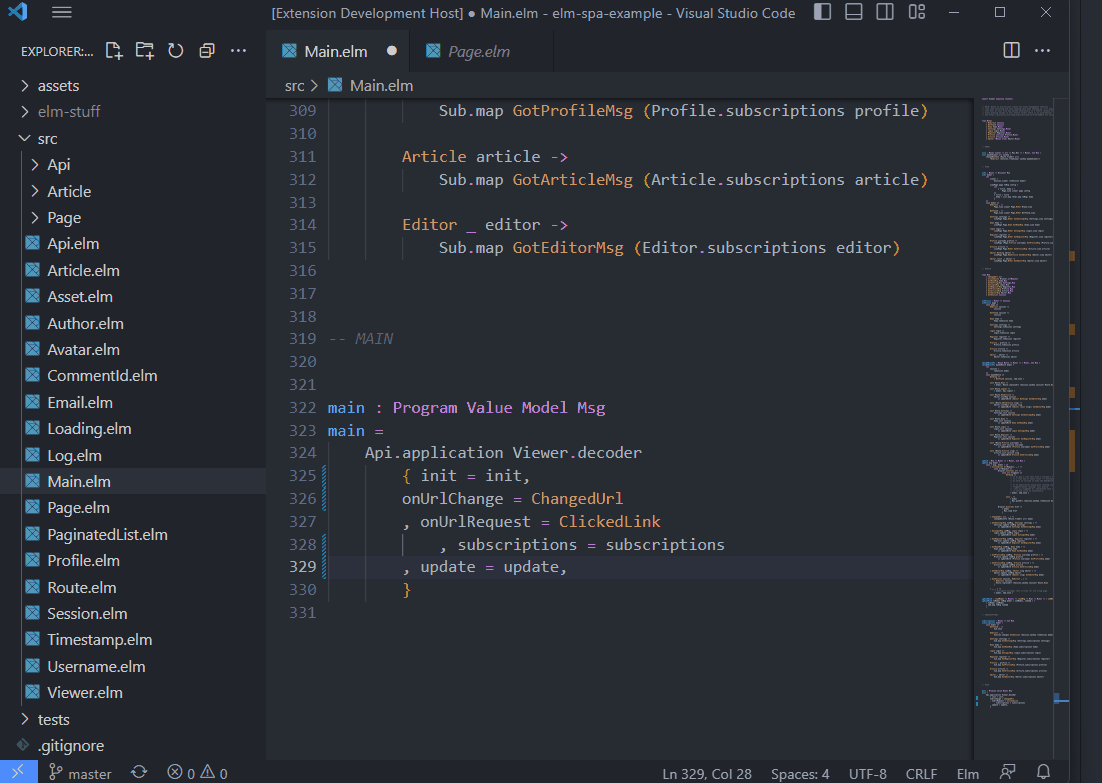 [Extension Development Host] ● Main.elm - elm-spa-example - Visual Studio Code
EXPLORER:...
assets
elm-stuff
src
Api
Article
Page
Api.elm
Article.elm
Asset.elm
Author.elm
Avatar.elm
CommentId.elm
Email.elm
Loading.elm
Log.elm
Main.elm
Page.elm
PaginatedList.elm
Profile.elm
Route.elm
Session.elm
Timestamp.elm
Username.elm
Viewer.elm
tests
.gitignore
Main.elm ● Page.elm
src > Main.elm
309 Sub.map GotProfileMsg (Profile.subscriptions profile)
310
311 Article article ->
312 Sub.map GotArticleMsg (Article.subscriptions article)
313
314 Editor _ editor ->
315 Sub.map GotEditorMsg (Editor.subscriptions editor)
316
317
318
319 -- MAIN
320
321
322 main : Program Value Model Msg
323 main =
324 Api.application Viewer.decoder
325 { init = init,
326 onUrlChange = ChangedUrl
327 , onUrlRequest = ClickedLink
328 , subscriptions = subscriptions
329 , update = update,
330 }
331
master 0 0 Ln 329, Col 28 Spaces: 4 UTF-8 CRLF Elm